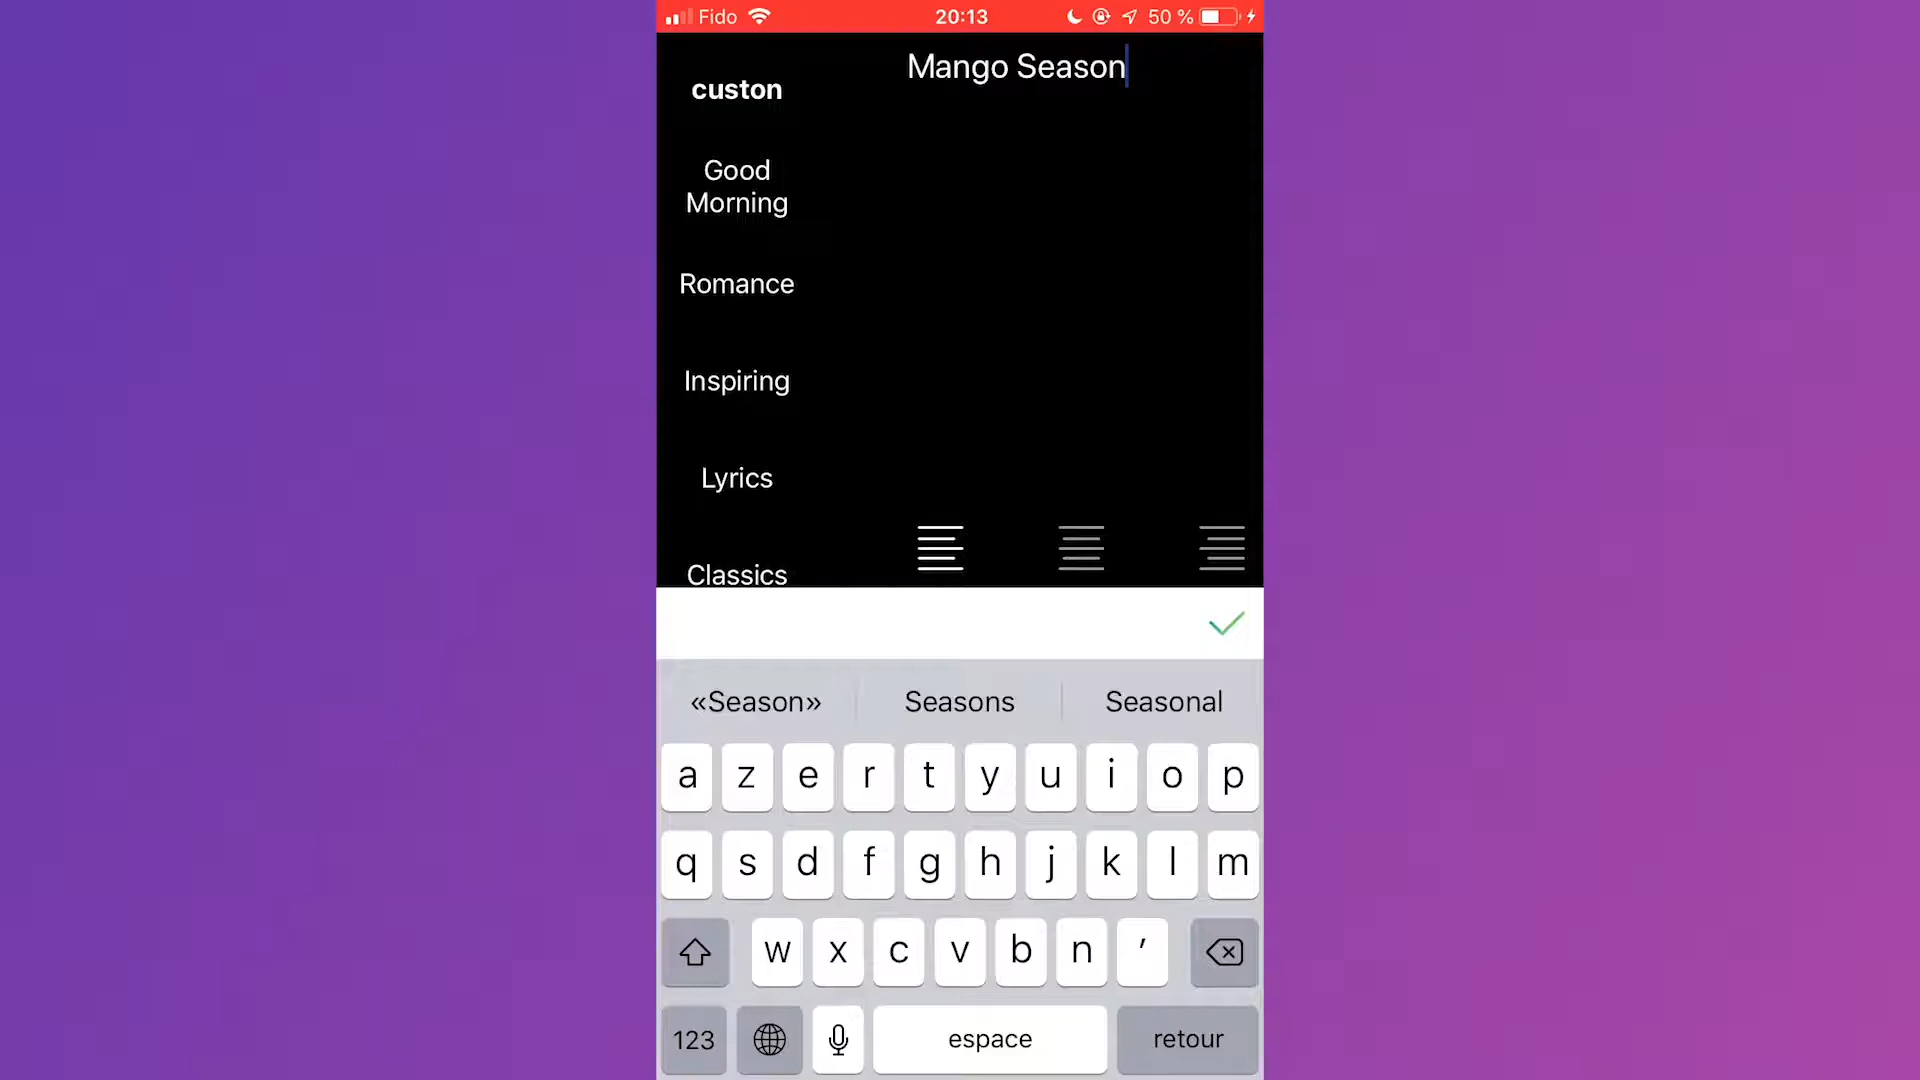 Fido 20:13 50 %
Mango Season
custon
Good
Morning
Romance
Inspiring
Lyrics
Classics
«Season» Seasons Seasonal
a z e r t y u i o p
q s d f g h j k l m
w x c v b n ’
123 espace retour